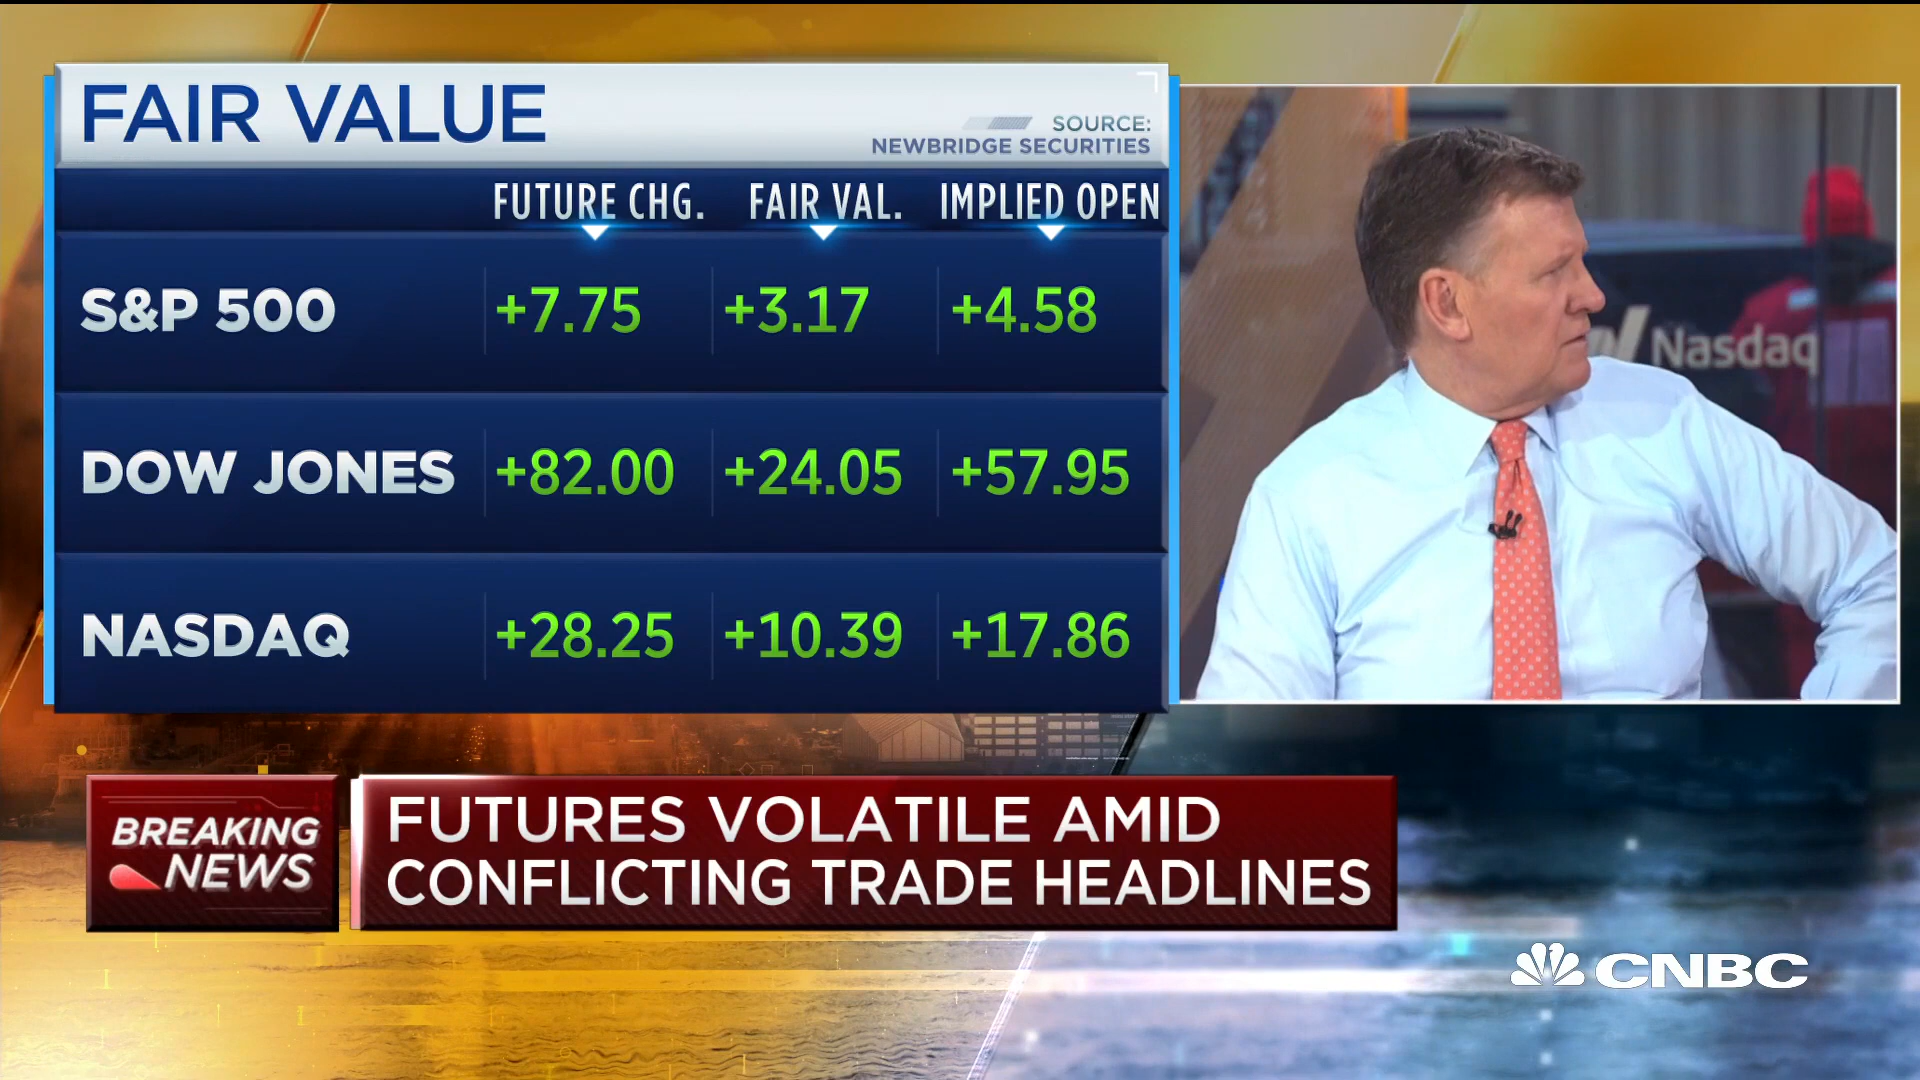 FAIR VALUE
SOURCE:
NEWBRIDGE SECURITIES
FUTURE CHG. FAIR VAL. IMPLIED OPEN
S&P 500 +7.75 +3.17 +4.58
DOW JONES +82.00 +24.05 +57.95
NASDAQ +28.25 +10.39 +17.86
Nasdaq
BREAKING
NEWS
FUTURES VOLATILE AMID
CONFLICTING TRADE HEADLINES
CNBC